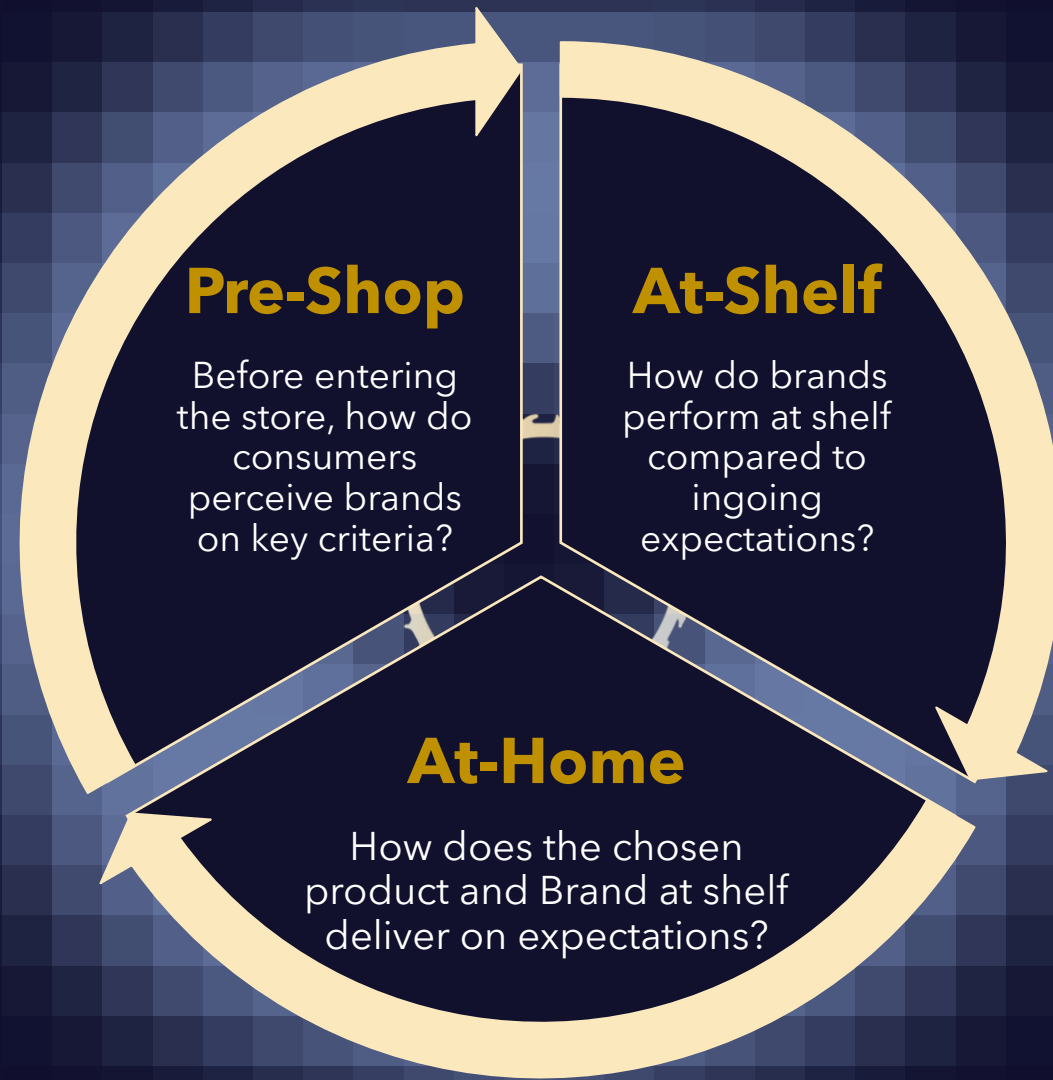 Pre-Shop
Before entering
the store, how do
consumers
perceive brands
on key criteria?
At-Shelf
How do brands
perform at shelf
compared to
ingoing
expectations?
At-Home
How does the chosen
product and Brand at shelf
deliver on expectations?